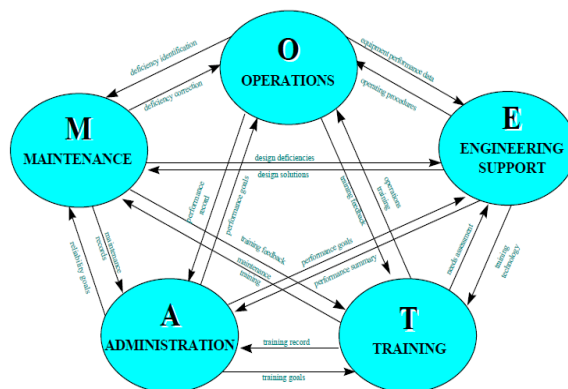 O
OPERATIONS
deficiency identification
deficiency correction
equipment performance data
operating procedures
M
MAINTENANCE
E
ENGINEERING
SUPPORT
design deficiencies
design solutions
performance
record
performance goals
training feedback
operations
training
maintenance
records
reliability goals
training feedback
maintenance
training
performance goals
performance summary
needs assessment
training
technology
A
ADMINISTRATION
training record
training goals
T
TRAINING